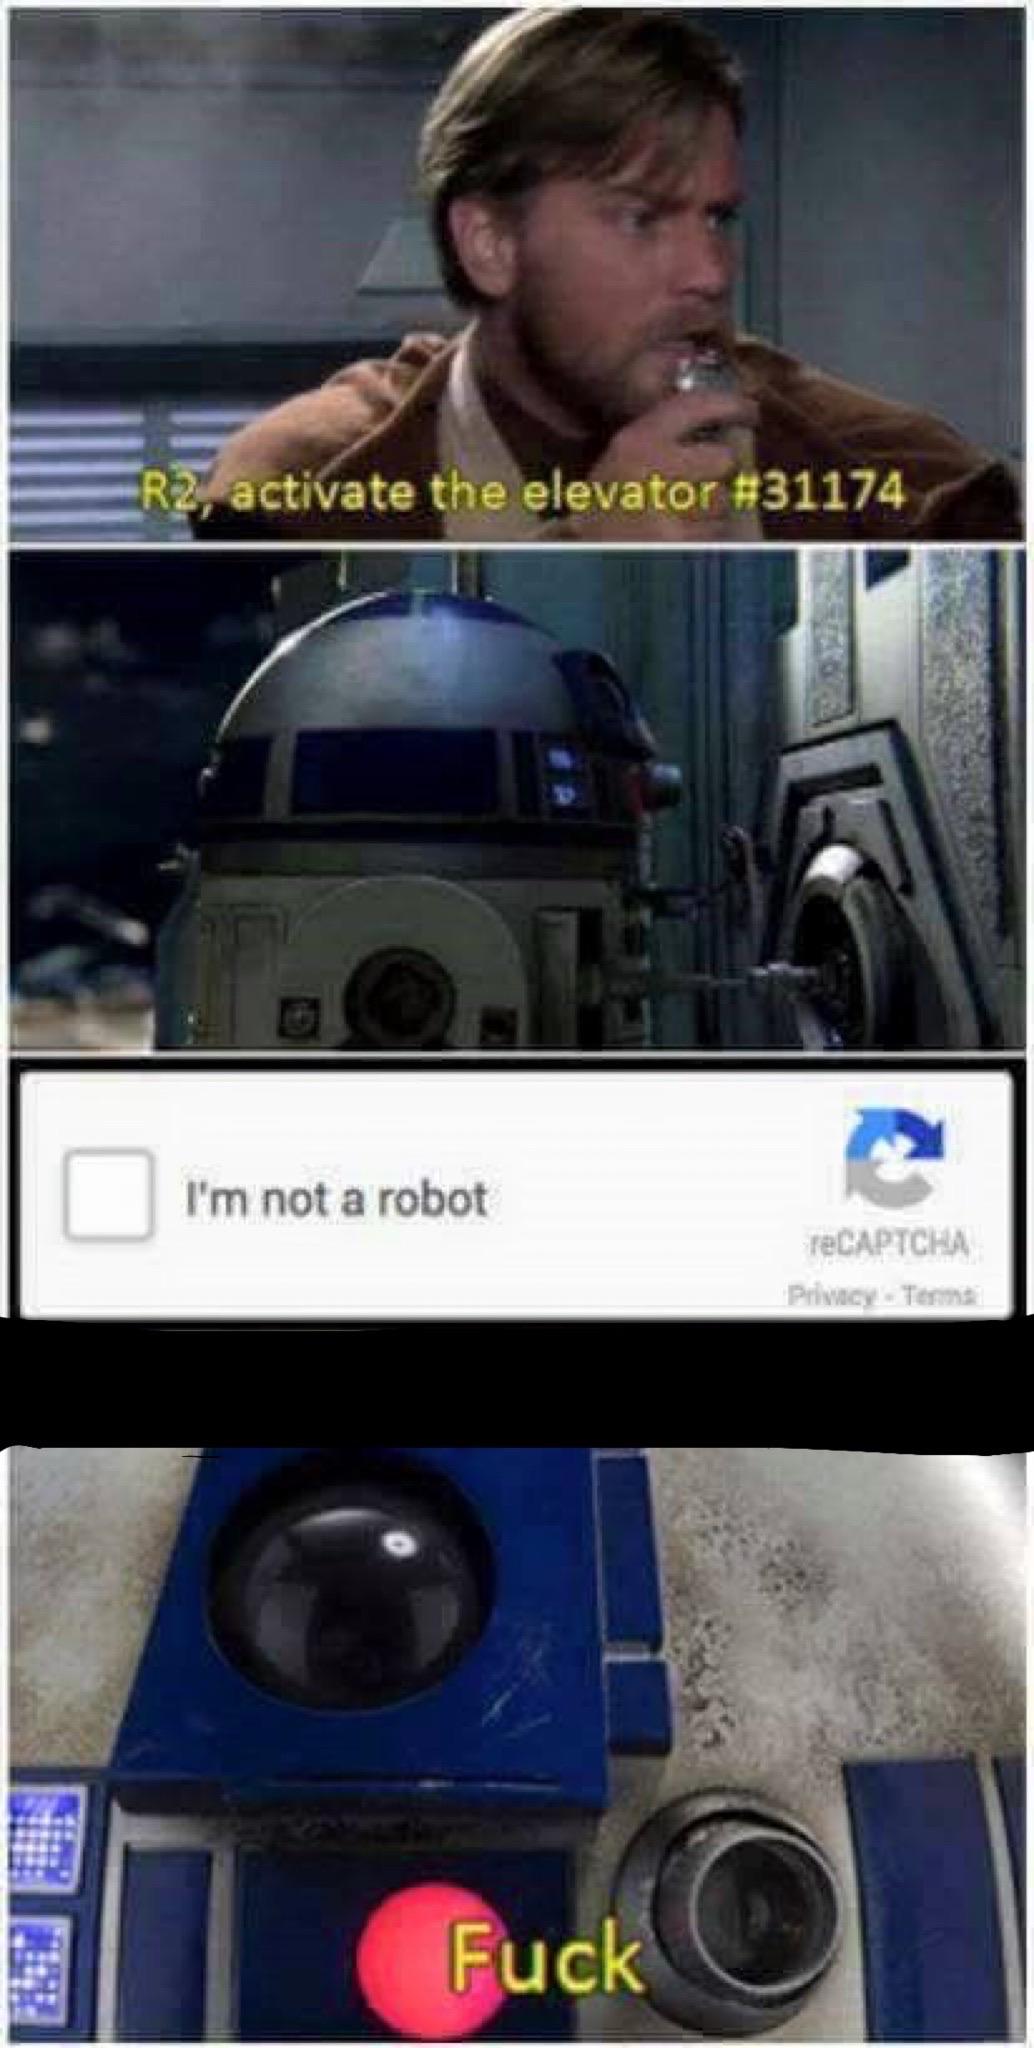 R2, activate the elevator #31174
I'm not a robot
reCAPTCHA
Privacy - Terms
Fuck